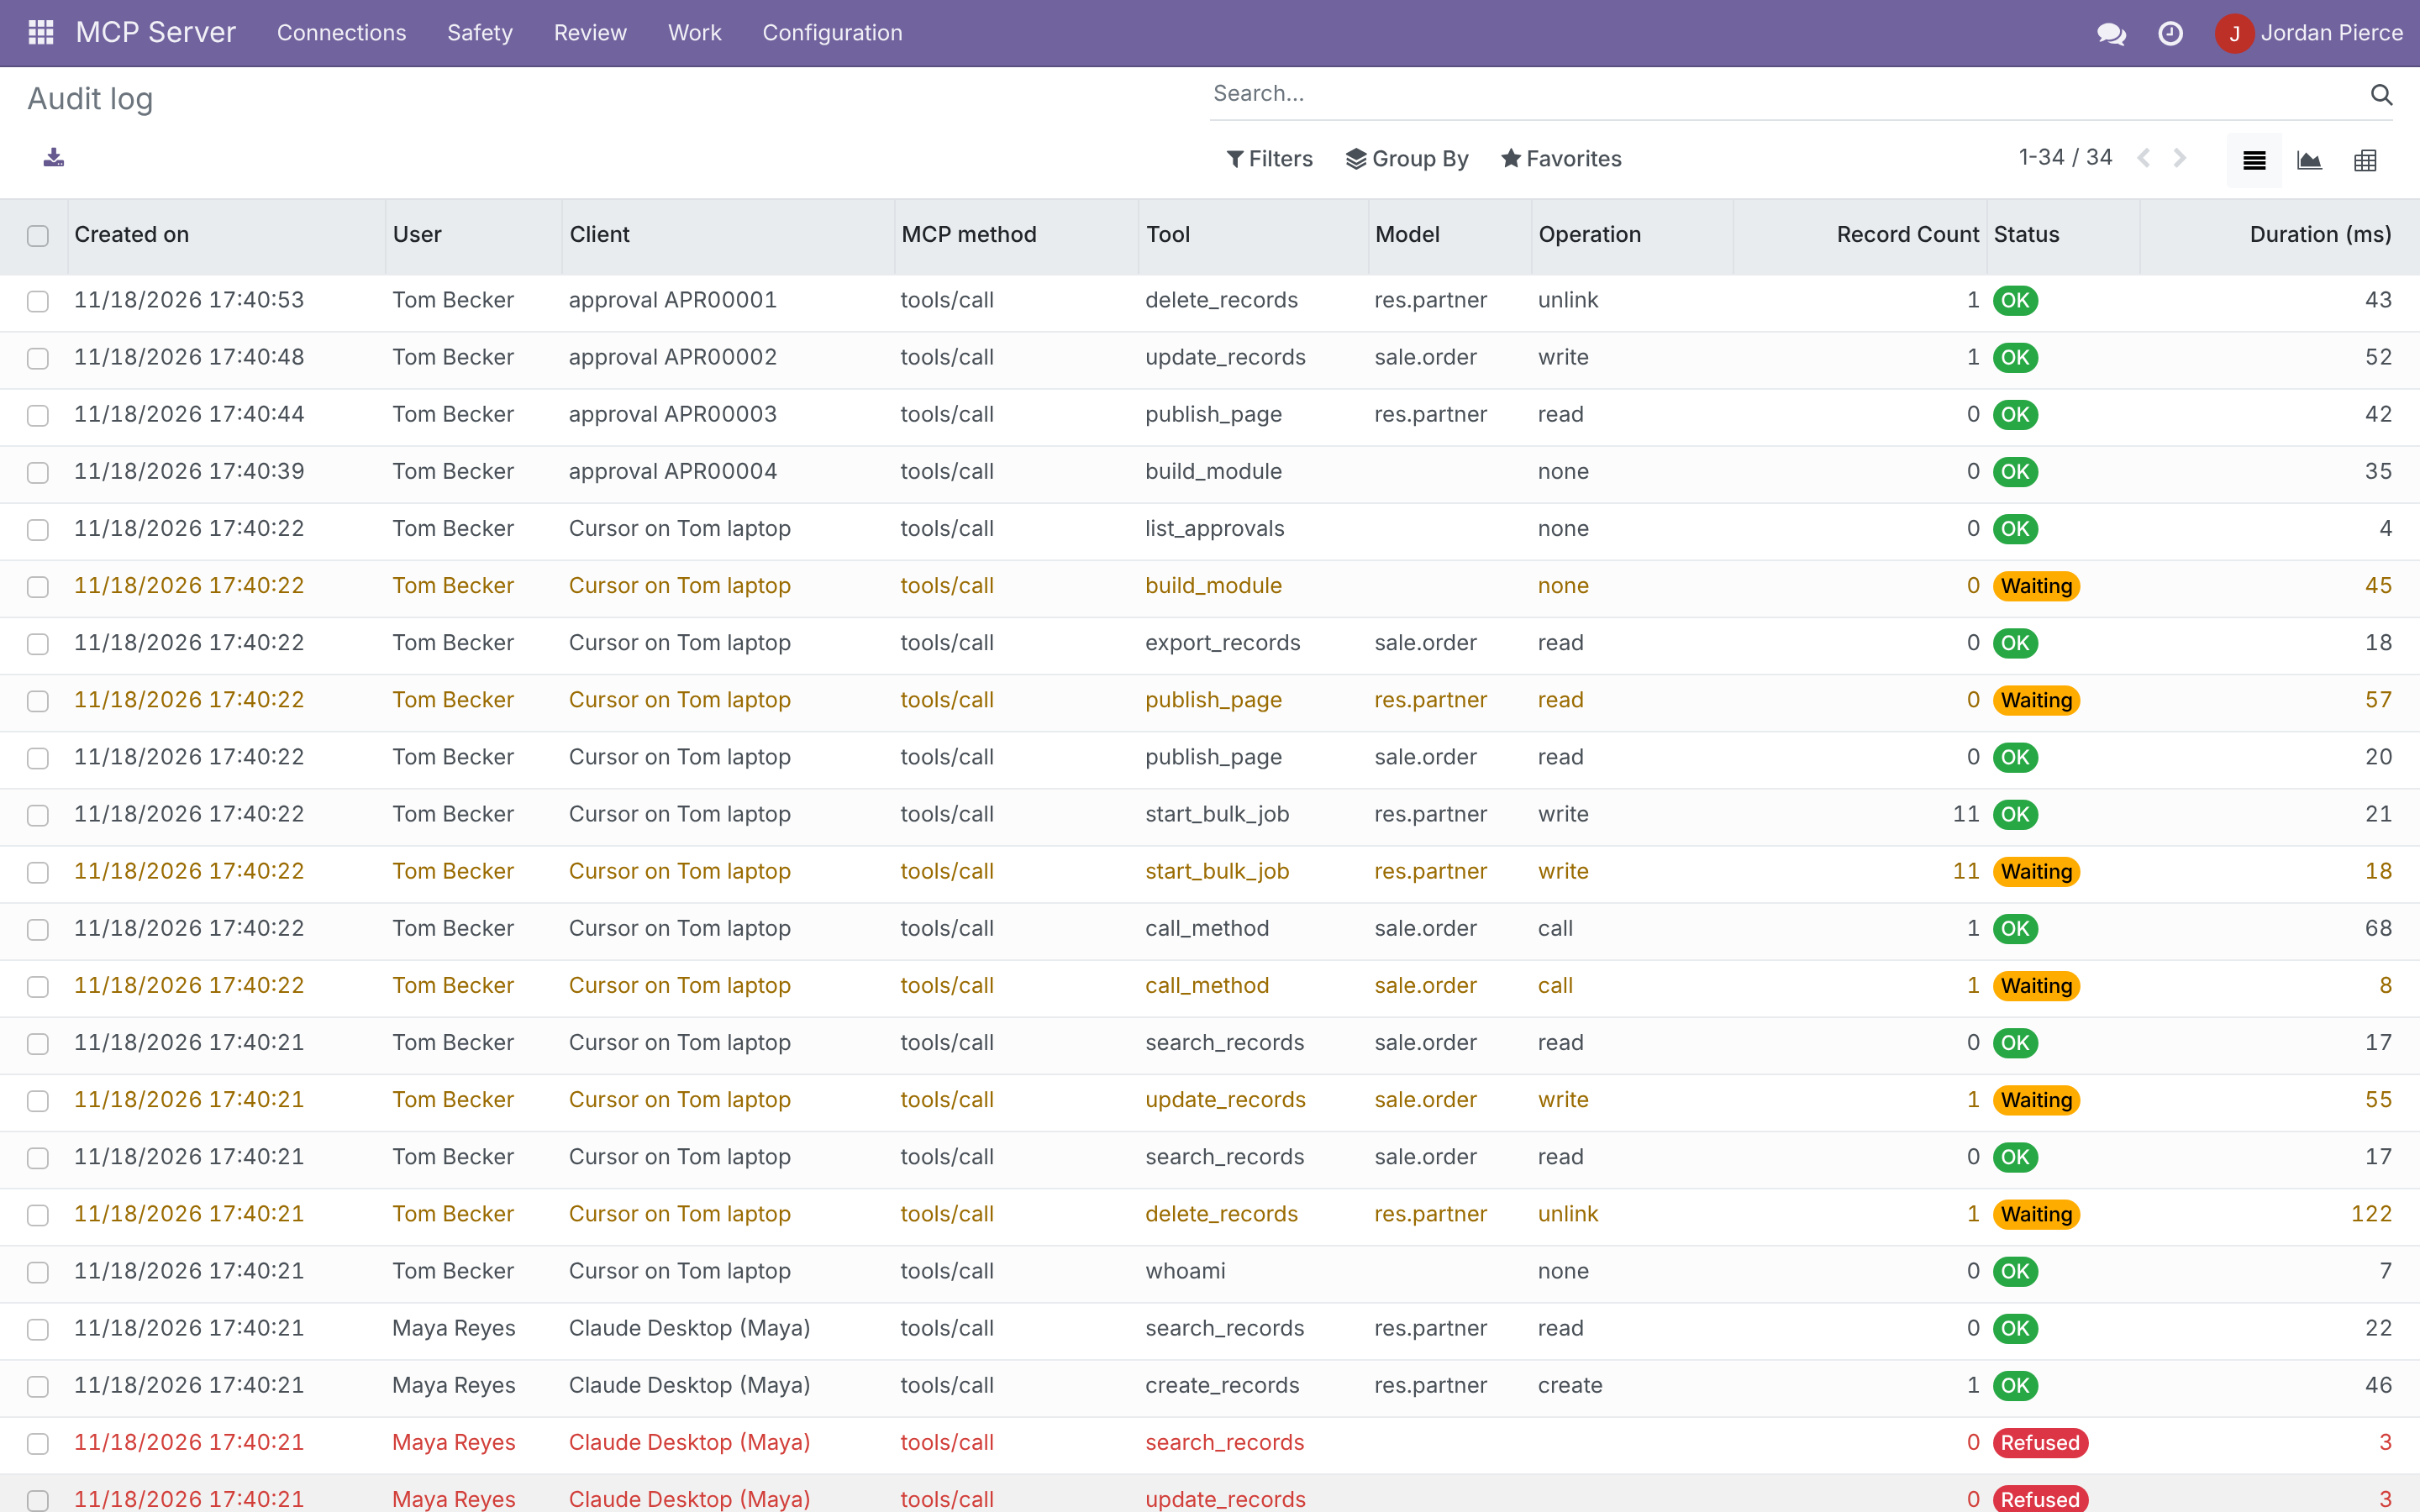 MCP Server Connections Safety Review Work Configuration J Jordan Pierce
Audit log Search...
Filters Group By Favorites 1-34 / 34
Created on User Client MCP method Tool Model Operation Record Count Status Duration (ms)
11/18/2026 17:40:53 Tom Becker approval APR00001 tools/call delete_records res.partner unlink 1 OK 43
11/18/2026 17:40:48 Tom Becker approval APR00002 tools/call update_records sale.order write 1 OK 52
11/18/2026 17:40:44 Tom Becker approval APR00003 tools/call publish_page res.partner read 0 OK 42
11/18/2026 17:40:39 Tom Becker approval APR00004 tools/call build_module none 0 OK 35
11/18/2026 17:40:22 Tom Becker Cursor on Tom laptop tools/call list_approvals none 0 OK 4
11/18/2026 17:40:22 Tom Becker Cursor on Tom laptop tools/call build_module none 0 Waiting 45
11/18/2026 17:40:22 Tom Becker Cursor on Tom laptop tools/call export_records sale.order read 0 OK 18
11/18/2026 17:40:22 Tom Becker Cursor on Tom laptop tools/call publish_page res.partner read 0 Waiting 57
11/18/2026 17:40:22 Tom Becker Cursor on Tom laptop tools/call publish_page sale.order read 0 OK 20
11/18/2026 17:40:22 Tom Becker Cursor on Tom laptop tools/call start_bulk_job res.partner write 11 OK 21
11/18/2026 17:40:22 Tom Becker Cursor on Tom laptop tools/call start_bulk_job res.partner write 11 Waiting 18
11/18/2026 17:40:22 Tom Becker Cursor on Tom laptop tools/call call_method sale.order call 1 OK 68
11/18/2026 17:40:22 Tom Becker Cursor on Tom laptop tools/call call_method sale.order call 1 Waiting 8
11/18/2026 17:40:21 Tom Becker Cursor on Tom laptop tools/call search_records sale.order read 0 OK 17
11/18/2026 17:40:21 Tom Becker Cursor on Tom laptop tools/call update_records sale.order write 1 Waiting 55
11/18/2026 17:40:21 Tom Becker Cursor on Tom laptop tools/call search_records sale.order read 0 OK 17
11/18/2026 17:40:21 Tom Becker Cursor on Tom laptop tools/call delete_records res.partner unlink 1 Waiting 122
11/18/2026 17:40:21 Tom Becker Cursor on Tom laptop tools/call whoami none 0 OK 7
11/18/2026 17:40:21 Maya Reyes Claude Desktop (Maya) tools/call search_records res.partner read 0 OK 22
11/18/2026 17:40:21 Maya Reyes Claude Desktop (Maya) tools/call create_records res.partner create 1 OK 46
11/18/2026 17:40:21 Maya Reyes Claude Desktop (Maya) tools/call search_records 0 Refused 3
11/18/2026 17:40:21 Maya Reyes Claude Desktop (Maya) tools/call update_records 0 Refused 3